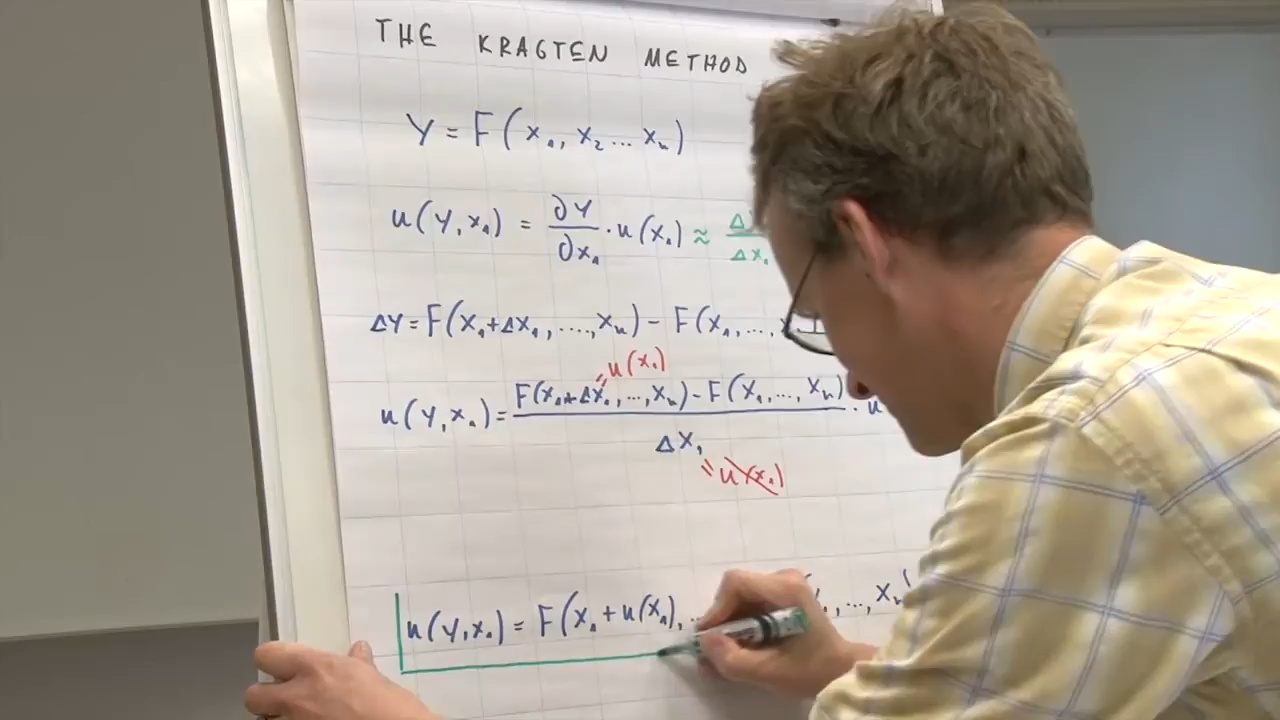 THE KRAGTEN METHOD
Y = F(x₁, x₂ ... xₙ)
u(y,x₁) = ∂Y/∂x₁ · u(x₁) ≈ Δ/Δx₁
ΔY = F(x₁+Δx₁, ...., xₙ) - F(x₁, ...,
= u(x₁)
u(y,x₁) = F(x₁+Δx₁, ..., xₙ) - F(x₁, ..., xₙ)/Δx₁ · u
= u(x₁)
u(y,x₁) = F(x₁ + u(x₁), ..., xₙ)